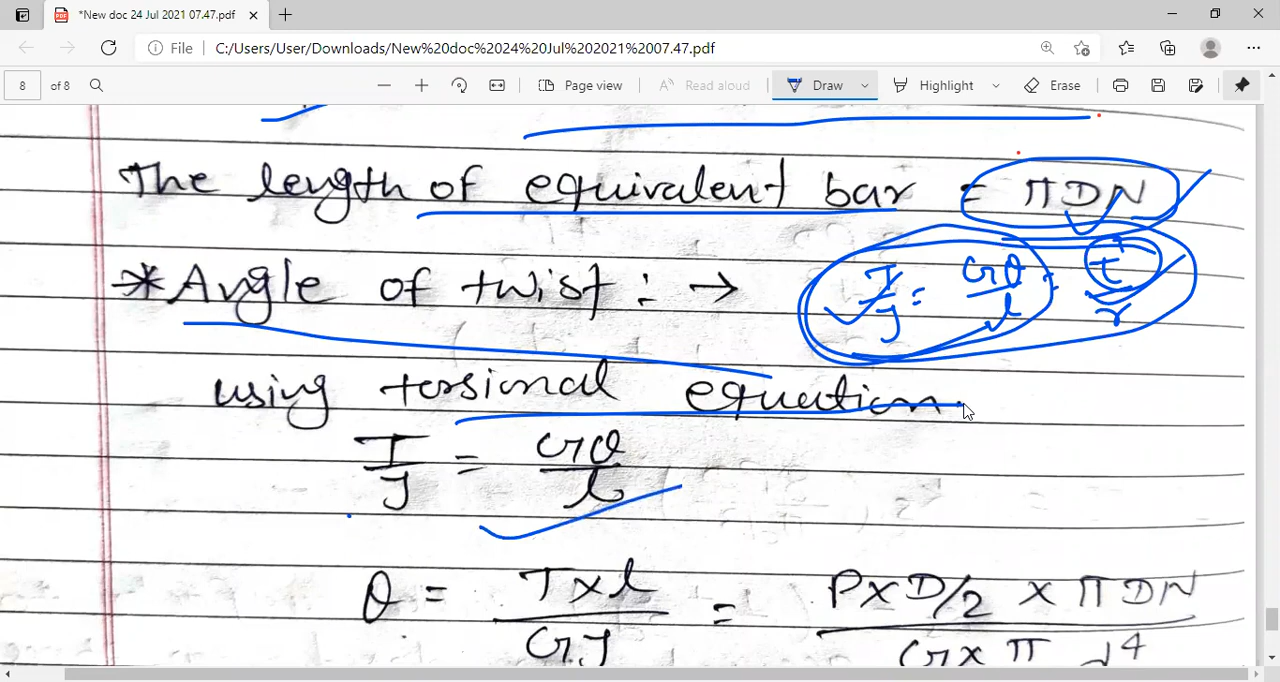 *New doc 24 Jul 2021 07.47.pdf
File C:/Users/User/Downloads/New%20doc%2024%20Jul%202021%2007.47.pdf
8 of 8 Page view Read aloud Draw Highlight Erase
The length of equivalent bar = πDN
*Angle of twist :- → T/J = Gθ/l = τ/r
using torsional equation.
T/J = Gθ/l
θ = T×l/G.J = P×D/2 × πDN/G× π d⁴